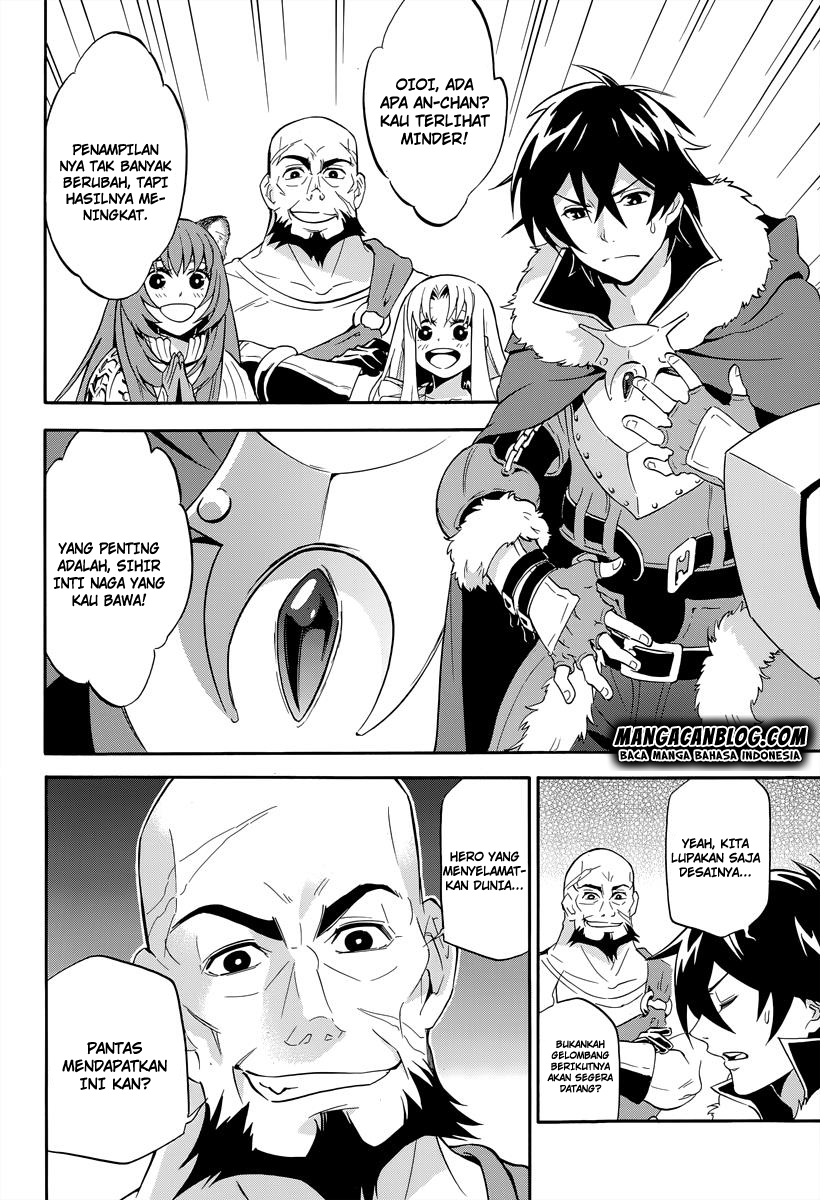 OIOI, ADA
APA AN-CHAN?
KAU TERLIHAT
MINDER!
PENAMPILAN
NYA TAK BANYAK
BERUBAH, TAPI
HASILNYA ME-
NINGKAT.
YANG PENTING
ADALAH, SIHIR
INTI NAGA YANG
KAU BAWA!
MANGACANBLOG.COM
BACA MANGA BAHASA INDONESIA
YEAH, KITA
LUPAKAN SAJA
DESAINYA...
BUKANKAH
GELOMBANG
BERIKUTNYA
AKAN SEGERA
DATANG?
HERO YANG
MENYELAMAT-
KAN DUNIA...
PANTAS
MENDAPATKAN
INI KAN?